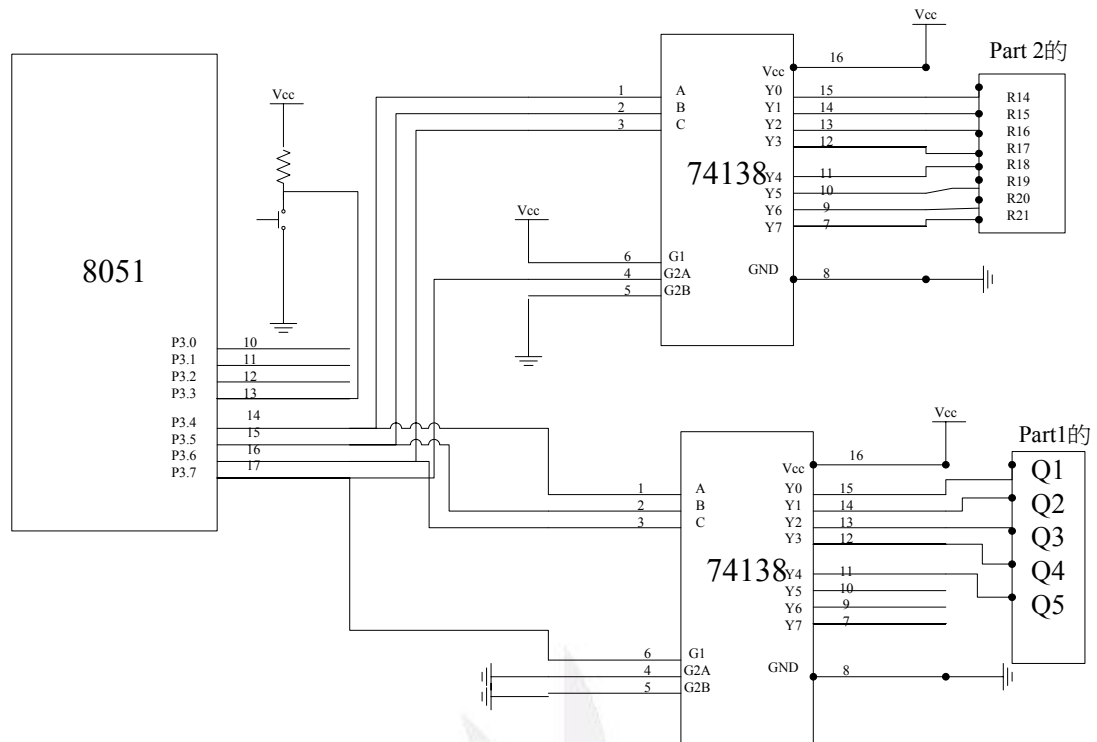 8051
P3.0 10
P3.1 11
P3.2 12
P3.3 13
P3.4 14
P3.5 15
P3.6 16
P3.7 17
Vcc
74138
1 A
2 B
3 C
Vcc
6 G1
4 G2A
5 G2B
Vcc
Vcc 16
Y0 15
Y1 14
Y2 13
Y3 12
Y4 11
Y5 10
Y6 9
Y7 7
GND 8
Part 2的
R14
R15
R16
R17
R18
R19
R20
R21
74138
1 A
2 B
3 C
6 G1
4 G2A
5 G2B
Vcc
Vcc 16
Y0 15
Y1 14
Y2 13
Y3 12
Y4 11
Y5 10
Y6 9
Y7 7
GND 8
Part1的
Q1
Q2
Q3
Q4
Q5